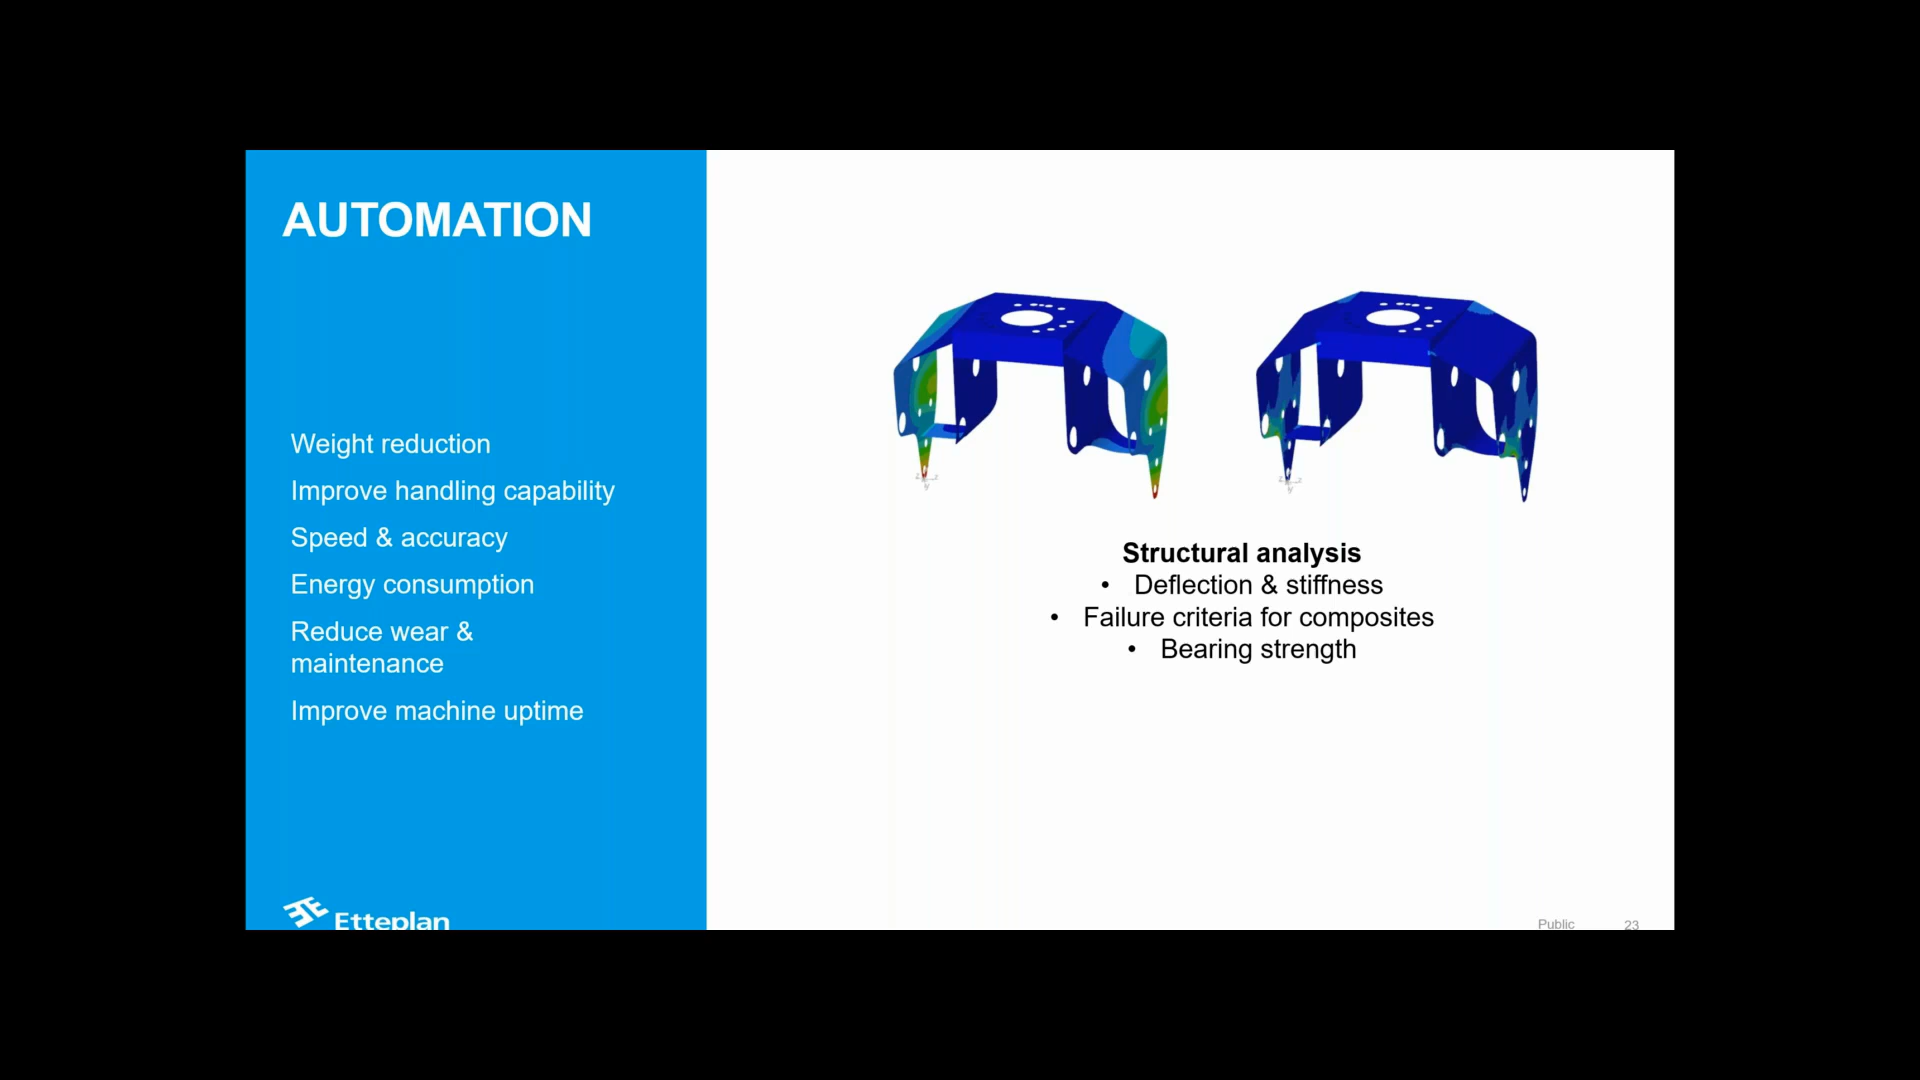 AUTOMATION
Weight reduction
Improve handling capability
Speed & accuracy
Energy consumption
Reduce wear &
maintenance
Improve machine uptime
Etteplan
Structural analysis
• Deflection & stiffness
• Failure criteria for composites
• Bearing strength
Public 23